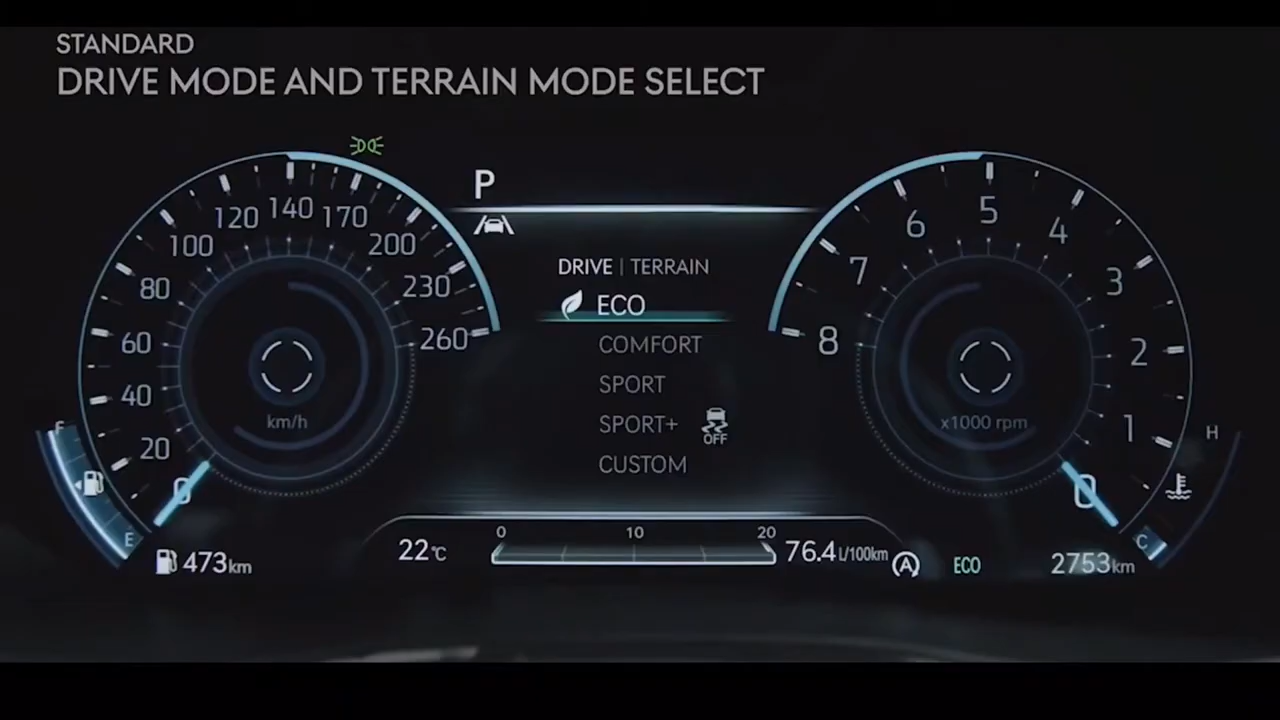 STANDARD
DRIVE MODE AND TERRAIN MODE SELECT
P
DRIVE | TERRAIN
ECO
COMFORT
SPORT
SPORT+
OFF
CUSTOM
0
20
40
60
80
100
120
140
170
200
230
260
km/h
8
7
6
5
4
3
2
1
0
x1000 rpm
F
E
H
C
473km
22°C
0 10 20
76.4L/100km
A
ECO
2753km